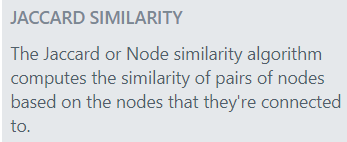 JACCARD SIMILARITY
The Jaccard or Node similarity algorithm
computes the similarity of pairs of nodes
based on the nodes that they're connected
to.